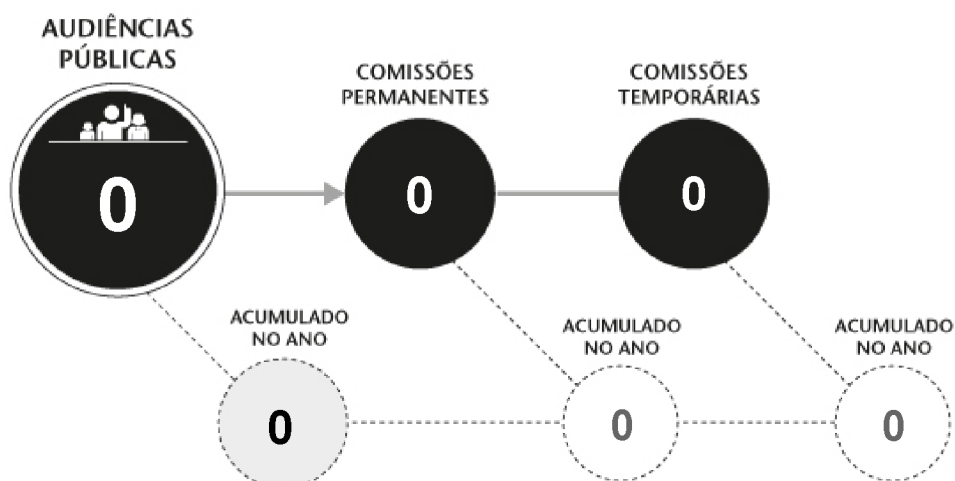 AUDIÊNCIAS
PÚBLICAS
0
COMISSÕES
PERMANENTES
0
COMISSÕES
TEMPORÁRIAS
0
ACUMULADO
NO ANO
0
ACUMULADO
NO ANO
0
ACUMULADO
NO ANO
0